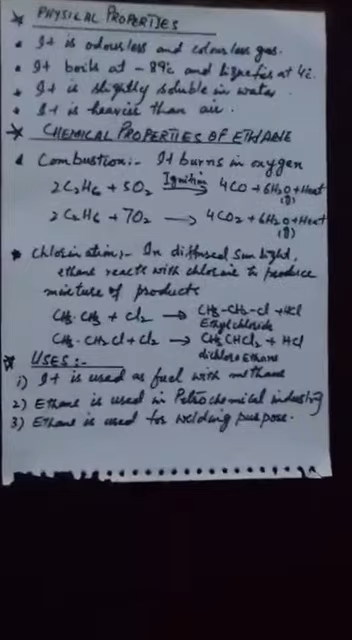 * PHYSICAL PROPERTIES
• It is odourless and colourless gas.
• It boils at -89°c and liquefies at 4c.
• It is slightly soluble in water.
• It is heavier than air.
* CHEMICAL PROPERTIES OF ETHANE
• Combustion:- It burns in oxygen
2C₂H₆ + 5O₂ Ignition → 4CO + 6H₂O + Heat
(g)
2C₂H₆ + 7O₂ → 4CO₂ + 6H₂O + Heat
(g)
• Chlorination:- In diffused sunlight,
ethane reacts with chlorine to produce
mixture of products
CH₃.CH₃ + Cl₂ → CH₃-CH₂-Cl + HCl
Ethylchloride
CH₃.CH₂Cl + Cl₂ → CH₃CHCl₂ + HCl
dichloro Ethane
* USES:-
1) It is used as fuel with methane
2) Ethane is used in Petrochemical industry
3) Ethane is used for welding purpose.